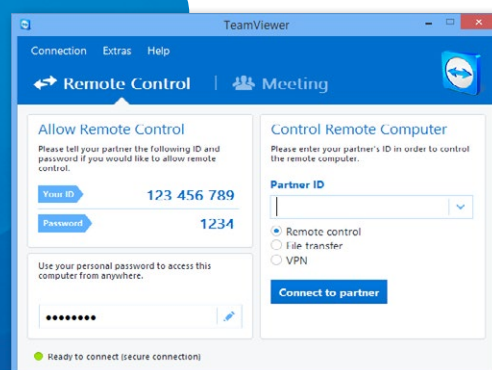 TeamViewer
Connection Extras Help
Remote Control | Meeting
Allow Remote Control
Please tell your partner the following ID and
password if you would like to allow remote
control.
Your ID 123 456 789
Password 1234
Use your personal password to access this
computer from anywhere.
Control Remote Computer
Please enter your partner's ID in order to control
the remote computer.
Partner ID
Remote control
File transfer
VPN
Connect to partner
Ready to connect (secure connection)